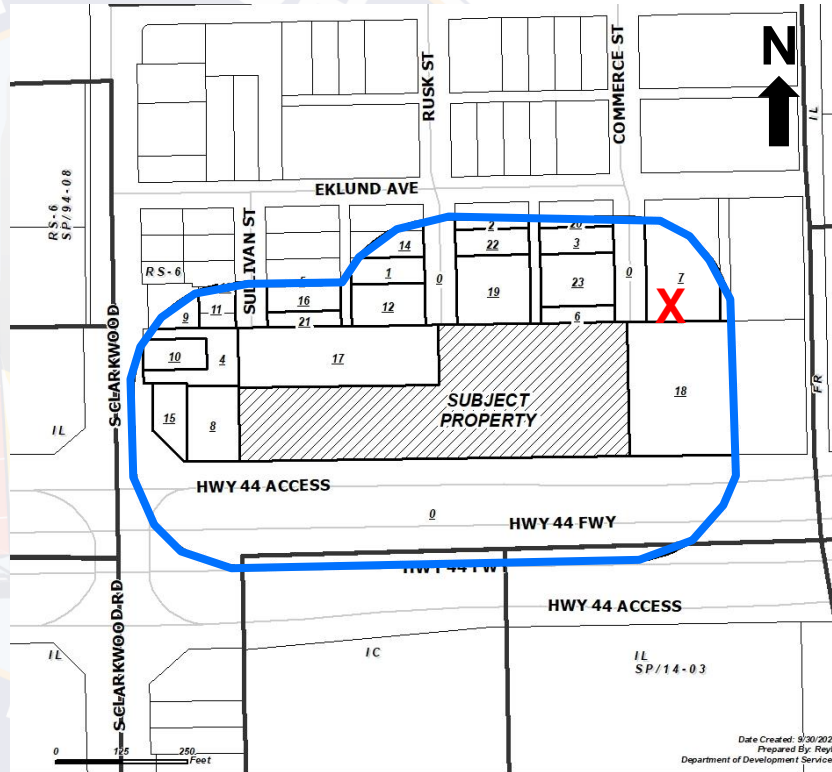 N
RUSK ST
COMMERCE ST
IL
RS-6
SP/94-08
EKLUND AVE
SULLIVAN ST
2
20
14
22
3
RS-6
1
0
0
7
5
16
19
23
X
11
12
9
21
6
S CLARKWOOD
10
4
17
18
FR
SUBJECT
PROPERTY
15
8
IL
HWY 44 ACCESS
0
HWY 44 FWY
HWY 44 FWY
S CLARKWOOD RD
HWY 44 ACCESS
IL
IC
IL
SP/14-03
0 125 250
Feet
Date Created: 9/30/202
Prepared By: Reyl
Department of Development Service